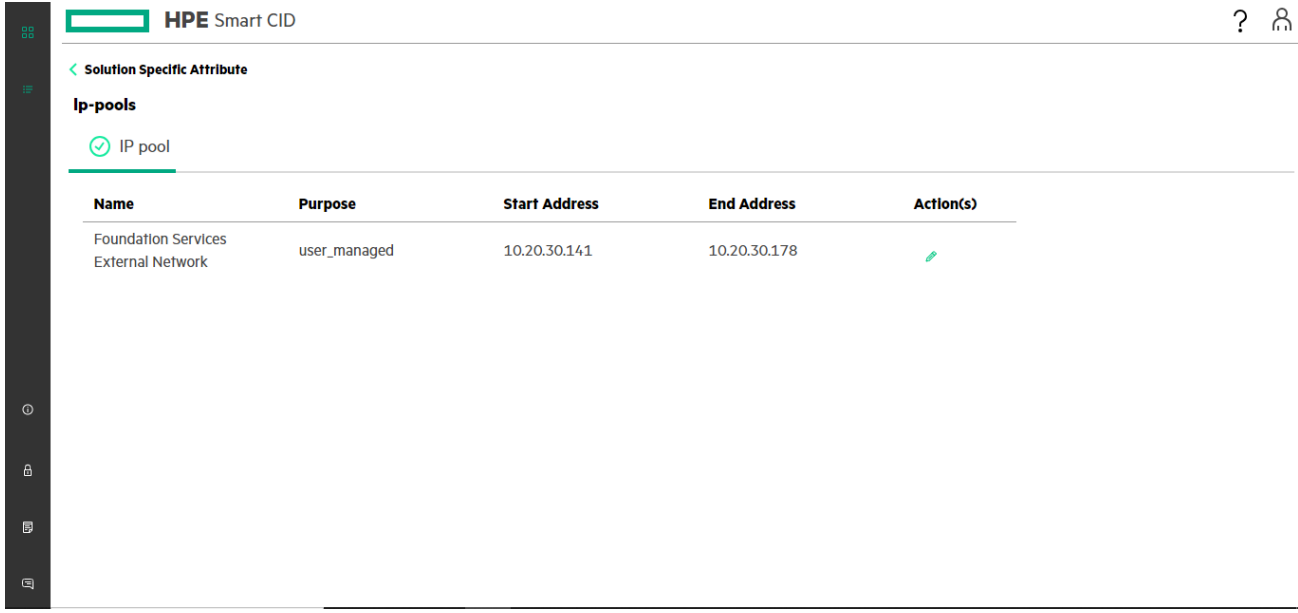 HPE Smart CID
?
Solution Specific Attribute
Ip-pools
IP pool
Name Purpose Start Address End Address Action(s)
Foundation Services
External Network
user_managed 10.20.30.141 10.20.30.178